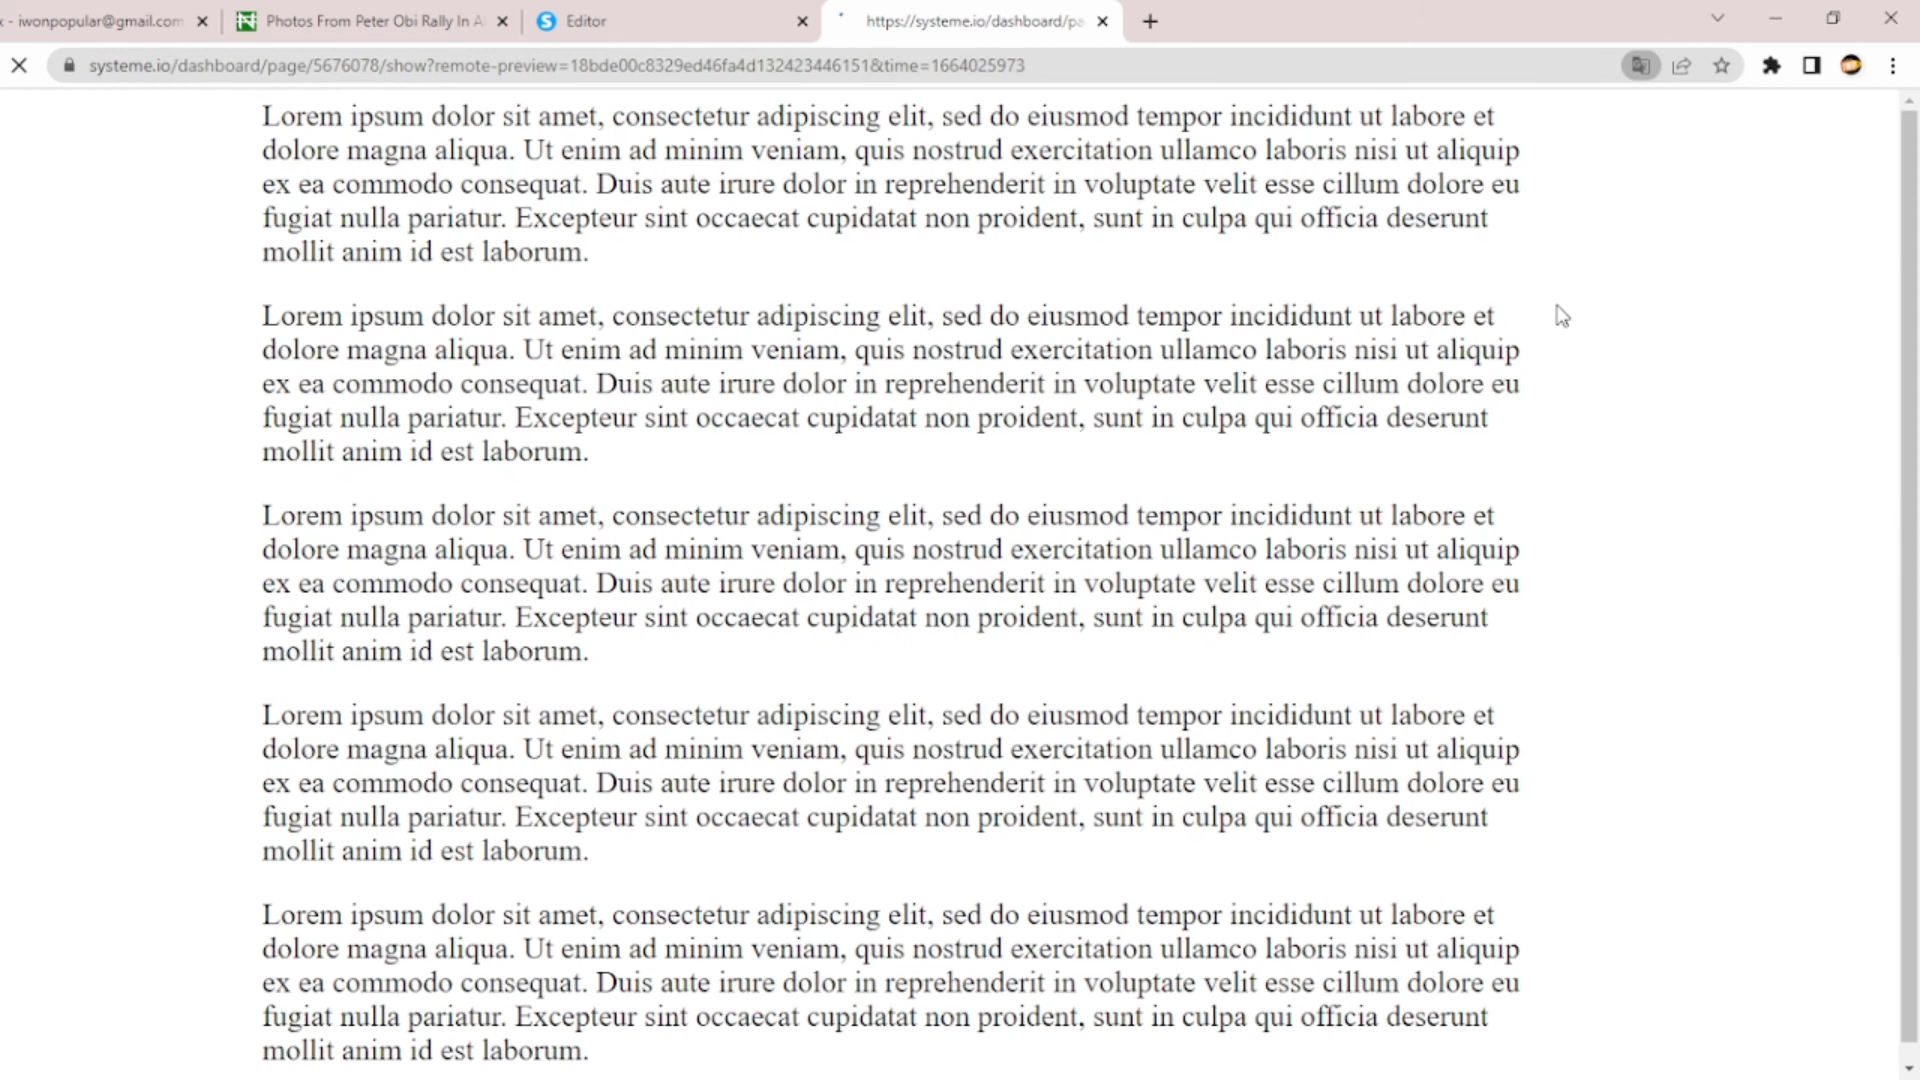 - iwonpopular@gmail.com
Photos From Peter Obi Rally In
Editor
https://systeme.io/dashboard/pa
systeme.io/dashboard/page/5676078/show?remote-preview=18bde00c8329ed46fa4d132423446151&time=1664025973
Lorem ipsum dolor sit amet, consectetur adipiscing elit, sed do eiusmod tempor incididunt ut labore et
dolore magna aliqua. Ut enim ad minim veniam, quis nostrud exercitation ullamco laboris nisi ut aliquip
ex ea commodo consequat. Duis aute irure dolor in reprehenderit in voluptate velit esse cillum dolore eu
fugiat nulla pariatur. Excepteur sint occaecat cupidatat non proident, sunt in culpa qui officia deserunt
mollit anim id est laborum.
Lorem ipsum dolor sit amet, consectetur adipiscing elit, sed do eiusmod tempor incididunt ut labore et
dolore magna aliqua. Ut enim ad minim veniam, quis nostrud exercitation ullamco laboris nisi ut aliquip
ex ea commodo consequat. Duis aute irure dolor in reprehenderit in voluptate velit esse cillum dolore eu
fugiat nulla pariatur. Excepteur sint occaecat cupidatat non proident, sunt in culpa qui officia deserunt
mollit anim id est laborum.
Lorem ipsum dolor sit amet, consectetur adipiscing elit, sed do eiusmod tempor incididunt ut labore et
dolore magna aliqua. Ut enim ad minim veniam, quis nostrud exercitation ullamco laboris nisi ut aliquip
ex ea commodo consequat. Duis aute irure dolor in reprehenderit in voluptate velit esse cillum dolore eu
fugiat nulla pariatur. Excepteur sint occaecat cupidatat non proident, sunt in culpa qui officia deserunt
mollit anim id est laborum.
Lorem ipsum dolor sit amet, consectetur adipiscing elit, sed do eiusmod tempor incididunt ut labore et
dolore magna aliqua. Ut enim ad minim veniam, quis nostrud exercitation ullamco laboris nisi ut aliquip
ex ea commodo consequat. Duis aute irure dolor in reprehenderit in voluptate velit esse cillum dolore eu
fugiat nulla pariatur. Excepteur sint occaecat cupidatat non proident, sunt in culpa qui officia deserunt
mollit anim id est laborum.
Lorem ipsum dolor sit amet, consectetur adipiscing elit, sed do eiusmod tempor incididunt ut labore et
dolore magna aliqua. Ut enim ad minim veniam, quis nostrud exercitation ullamco laboris nisi ut aliquip
ex ea commodo consequat. Duis aute irure dolor in reprehenderit in voluptate velit esse cillum dolore eu
fugiat nulla pariatur. Excepteur sint occaecat cupidatat non proident, sunt in culpa qui officia deserunt
mollit anim id est laborum.